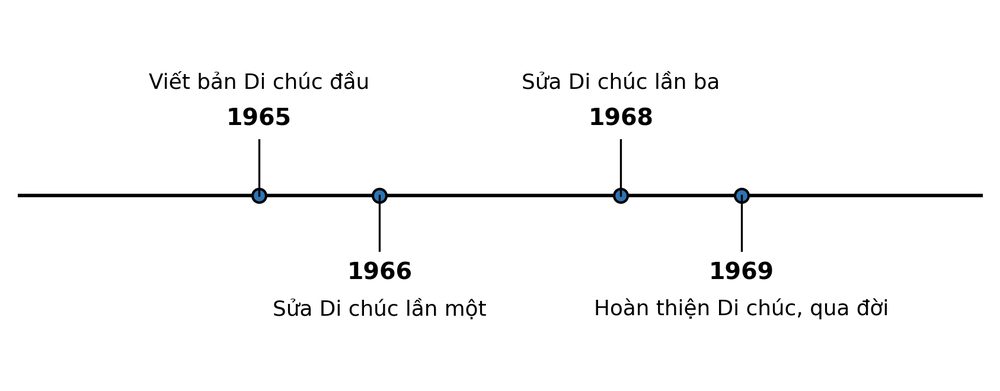 Viết bản Di chúc đầu
1965
Sửa Di chúc lần ba
1968
1966
Sửa Di chúc lần một
1969
Hoàn thiện Di chúc, qua đời